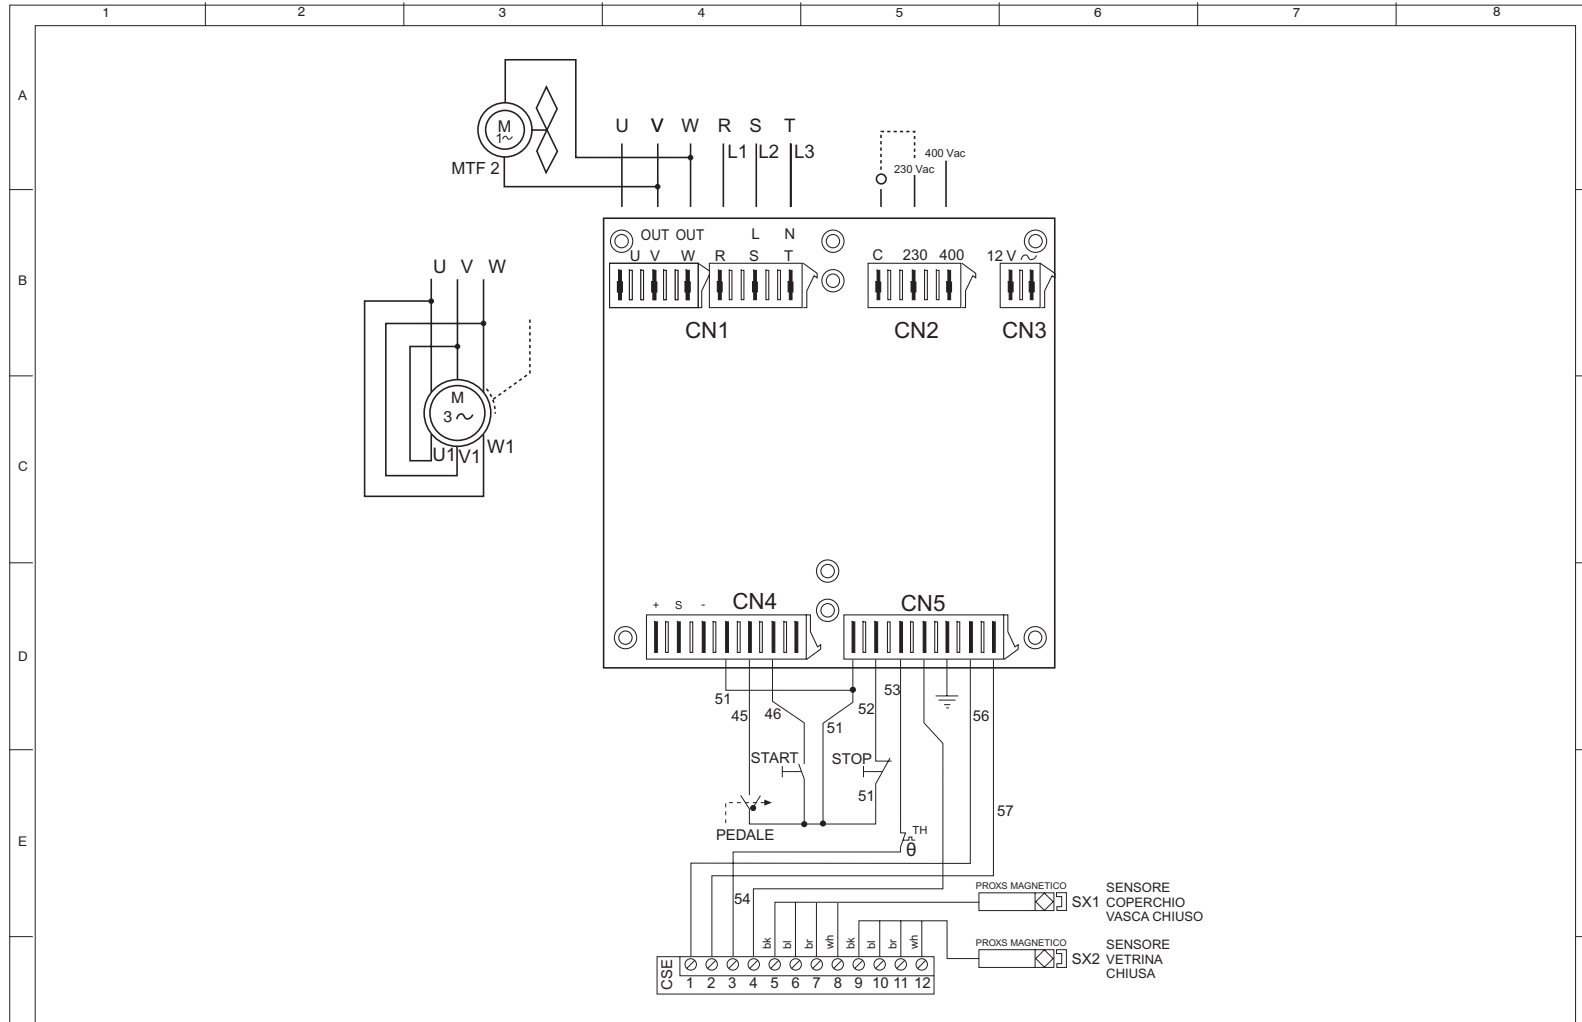 1 2 3 4 5 6 7 8
A
M
1~
MTF 2
U V W R S T
L1 L2 L3
400 Vac
230 Vac
B
OUT OUT L N
U V W R S T
C 230 400
12 V ~
CN1
CN2
CN3
U V W
M
3 ~
U1 V1 W1
C
+ S -
CN4
CN5
D
51
45
46
51
52
53
56
START
STOP
51
57
PEDALE
TH
θ
E
54
PROXS MAGNETICO
SX1
SENSORE
COPERCHIO
VASCA CHIUSO
bk bl br wh bk bl br wh
PROXS MAGNETICO
SX2
SENSORE
VETRINA
CHIUSA
CSE
1 2 3 4 5 6 7 8 9 10 11 12